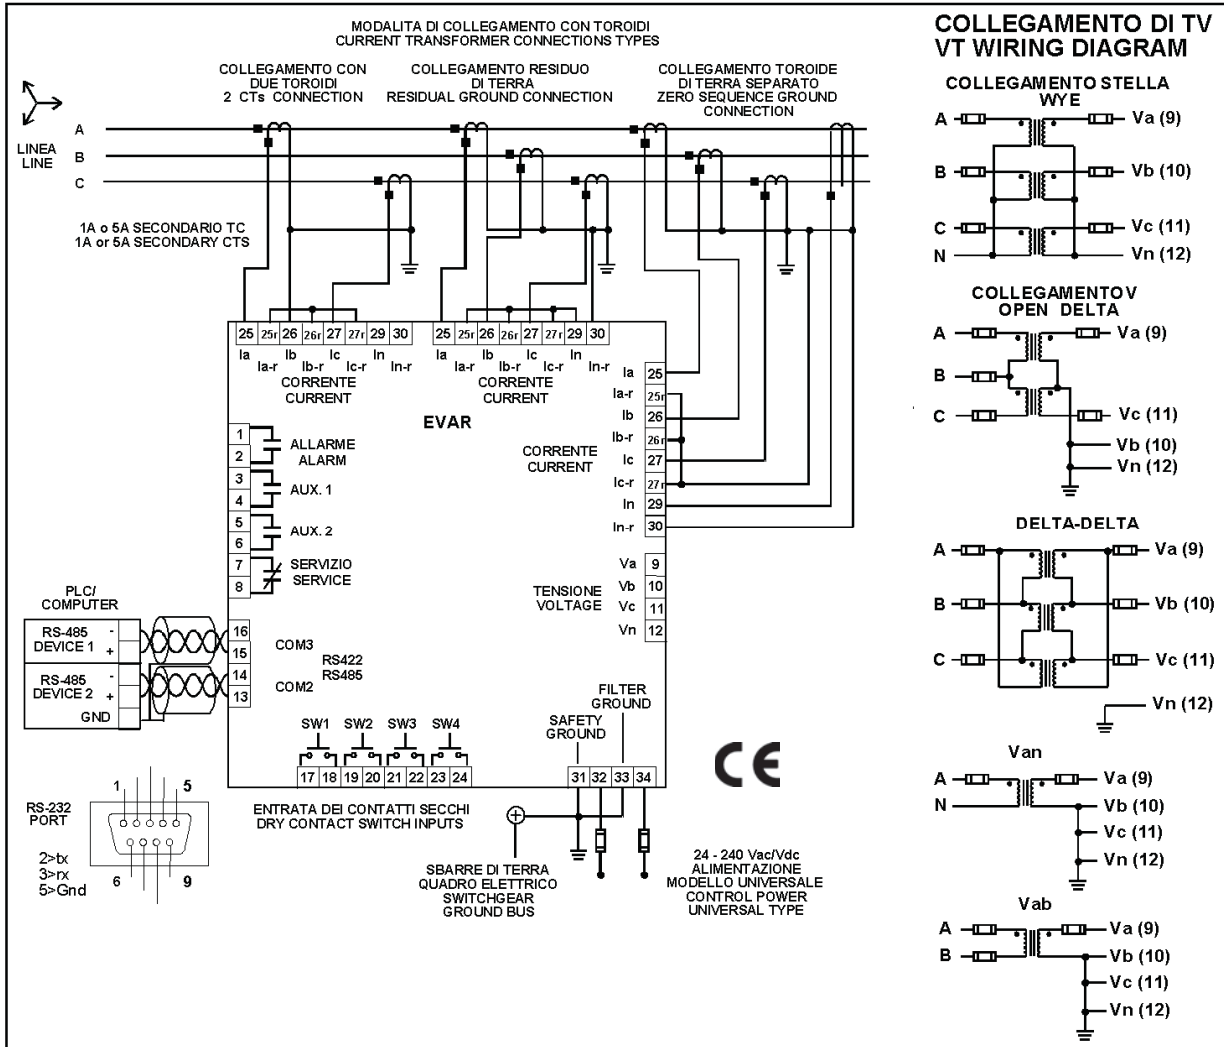 MODALITA DI COLLEGAMENTO CON TOROIDI
CURRENT TRANSFORMER CONNECTIONS TYPES
COLLEGAMENTO CON
DUE TOROIDI
2 CTs CONNECTION
COLLEGAMENTO RESIDUO
DI TERRA
RESIDUAL GROUND CONNECTION
COLLEGAMENTO TOROIDE
DI TERRA SEPARATO
ZERO SEQUENCE GROUND
CONNECTION
A
LINEA
LINE
B
C
1A o 5A SECONDARIO TC
1A or 5A SECONDARY CTS
25 25r 26 26r 27 27r 29 30
Ia Ib Ic In
Ia-r Ib-r Ic-r In-r
CORRENTE
CURRENT
25 25r 26 26r 27 27r 29 30
Ia Ib Ic In
Ia-r Ib-r Ic-r In-r
CORRENTE
CURRENT
EVAR
Ia 25
Ia-r 25r
Ib 26
Ib-r 26r
Ic 27
Ic-r 27r
In 29
In-r 30
CORRENTE
CURRENT
1
2
ALLARME
ALARM
3
4
AUX. 1
5
6
AUX. 2
7
8
SERVIZIO
SERVICE
TENSIONE
VOLTAGE
Va 9
Vb 10
Vc 11
Vn 12
PLC/
COMPUTER
RS-485
DEVICE 1
-
+
RS-485
DEVICE 2
-
+
GND
16
15
14
13
COM3
RS422
RS485
COM2
SW1 SW2 SW3 SW4
17 18 19 20 21 22 23 24
ENTRATA DEI CONTATTI SECCHI
DRY CONTACT SWITCH INPUTS
FILTER
GROUND
SAFETY
GROUND
31 32 33 34
SBARRE DI TERRA
QUADRO ELETTRICO
SWITCHGEAR
GROUND BUS
24 - 240 Vac/Vdc
ALIMENTAZIONE
MODELLO UNIVERSALE
CONTROL POWER
UNIVERSAL TYPE
CE
RS-232
PORT
1 5
6 9
2>tx
3>rx
5>Gnd
COLLEGAMENTO DI TV
VT WIRING DIAGRAM
COLLEGAMENTO STELLA
WYE
A Va (9)
B Vb (10)
C Vc (11)
N Vn (12)
COLLEGAMENTO V
OPEN DELTA
A Va (9)
B
C Vc (11)
Vb (10)
Vn (12)
DELTA-DELTA
A Va (9)
B Vb (10)
C Vc (11)
Vn (12)
Van
A Va (9)
N Vb (10)
Vc (11)
Vn (12)
Vab
A Va (9)
B Vb (10)
Vc (11)
Vn (12)